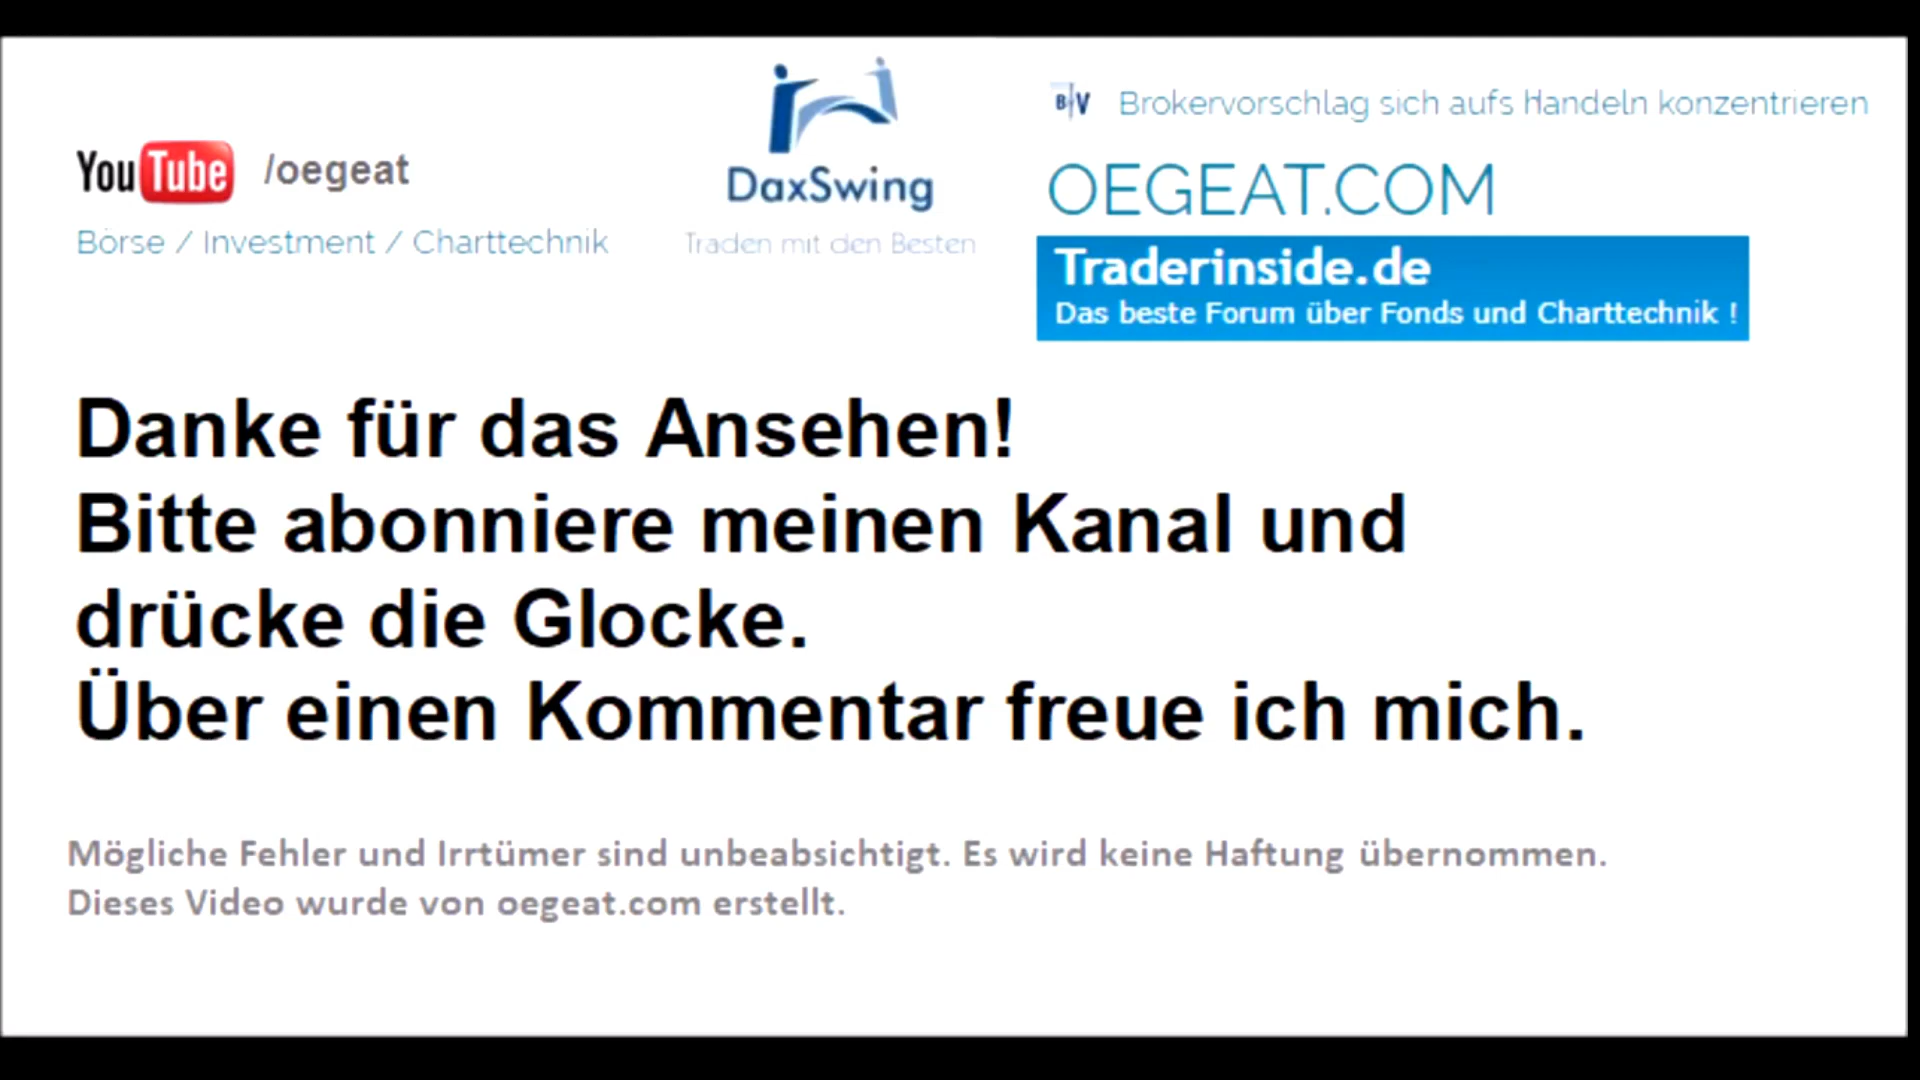 YouTube /oegeat
Börse / Investment / Charttechnik
DaxSwing
Traden mit den Besten
B|V Brokervorschlag sich aufs Handeln konzentrieren
OEGEAT.COM
Traderinside.de
Das beste Forum über Fonds und Charttechnik !
Danke für das Ansehen!
Bitte abonniere meinen Kanal und
drücke die Glocke.
Über einen Kommentar freue ich mich.
Mögliche Fehler und Irrtümer sind unbeabsichtigt. Es wird keine Haftung übernommen.
Dieses Video wurde von oegeat.com erstellt.